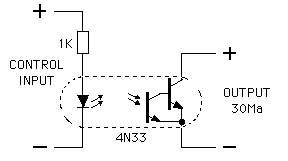 +
1K
+
CONTROL
INPUT
OUTPUT
30Ma
4N33
−
−